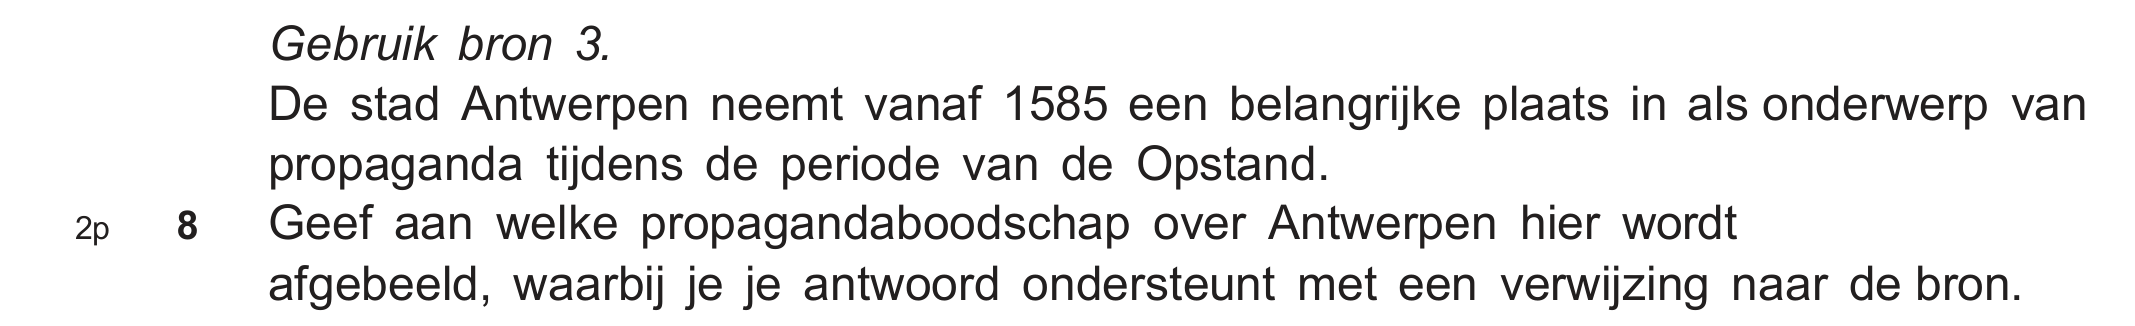 Gebruik bron 3.
De stad Antwerpen neemt vanaf 1585 een belangrijke plaats in als onderwerp van
propaganda tijdens de periode van de Opstand.
2p 8 Geef aan welke propagandaboodschap over Antwerpen hier wordt
afgebeeld, waarbij je je antwoord ondersteunt met een verwijzing naar de bron.